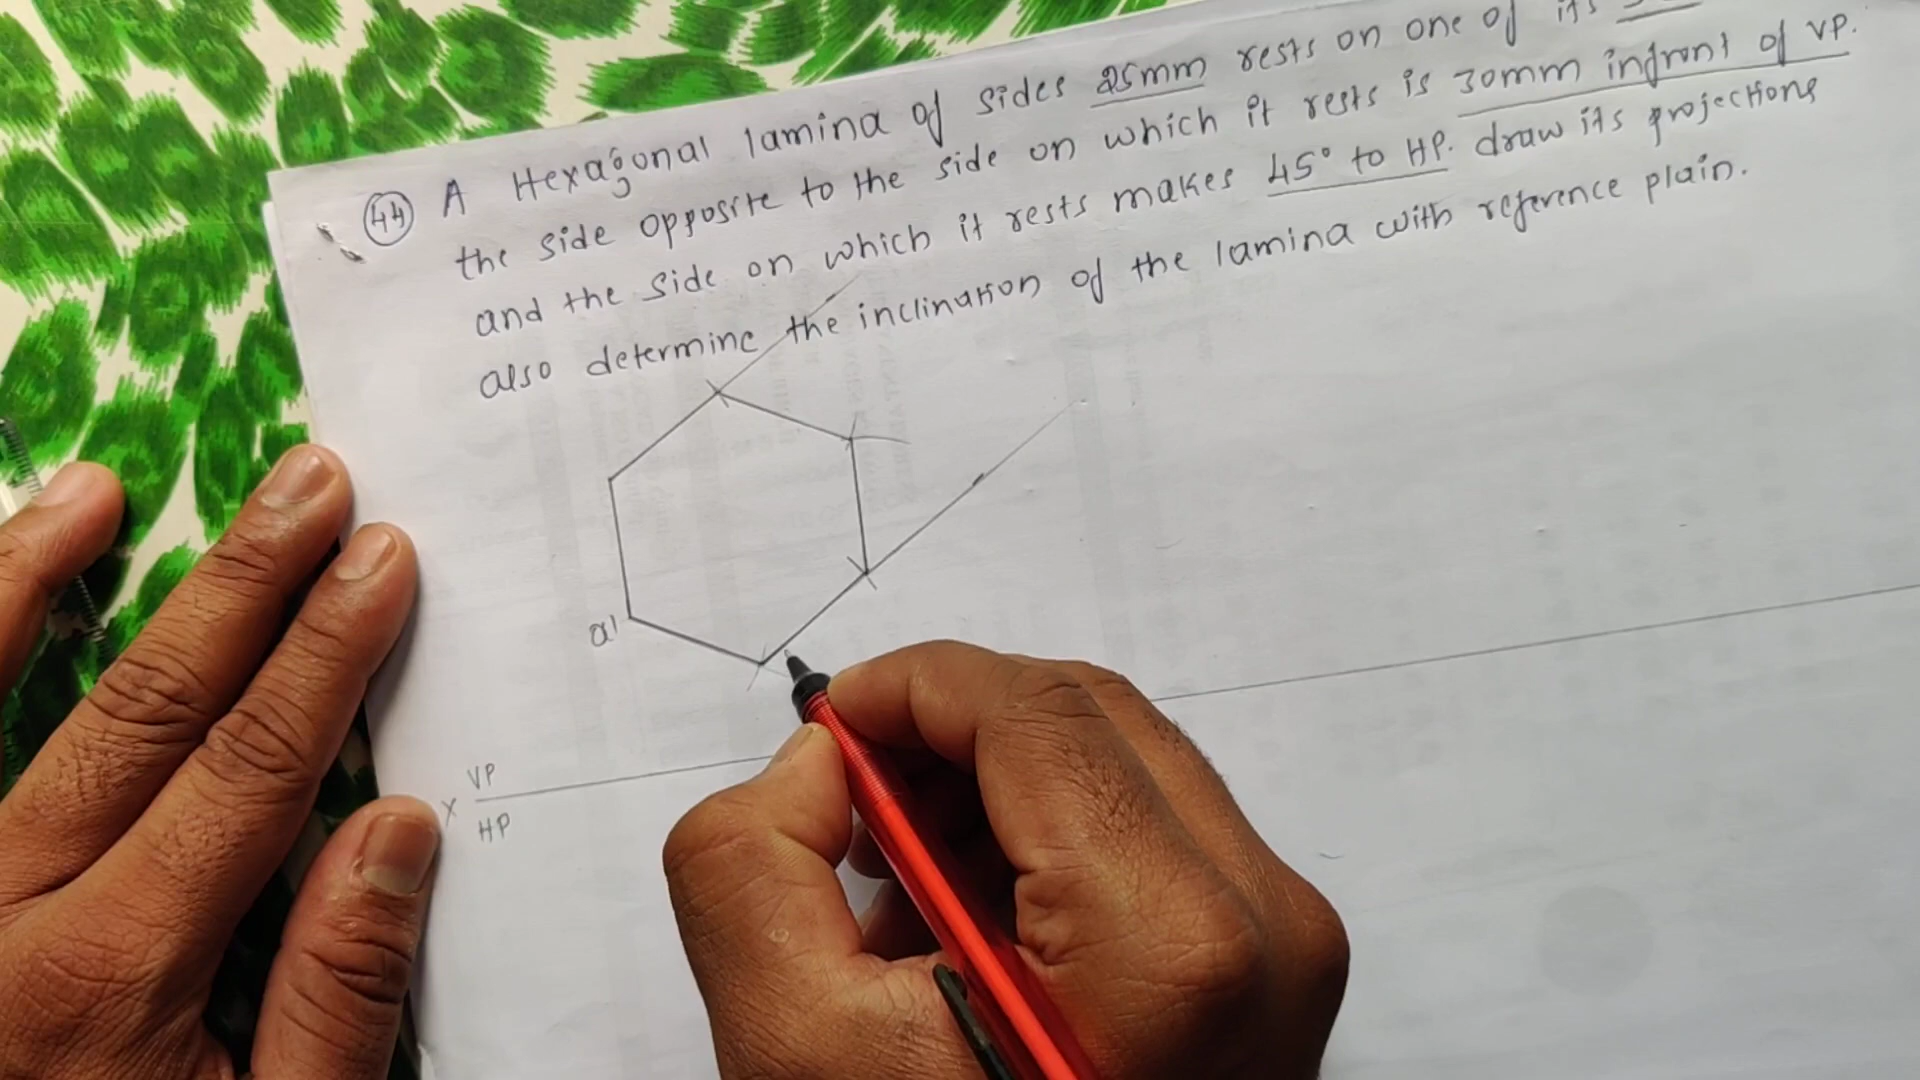 44 A Hexagonal lamina of sides 25mm rests on one of its
the side opposite to the side on which it rests is 30mm infront of VP.
and the side on which it rests makes 45° to HP. draw its projections
also determine the inclination of the lamina with reference plain.
a'
X VP
HP